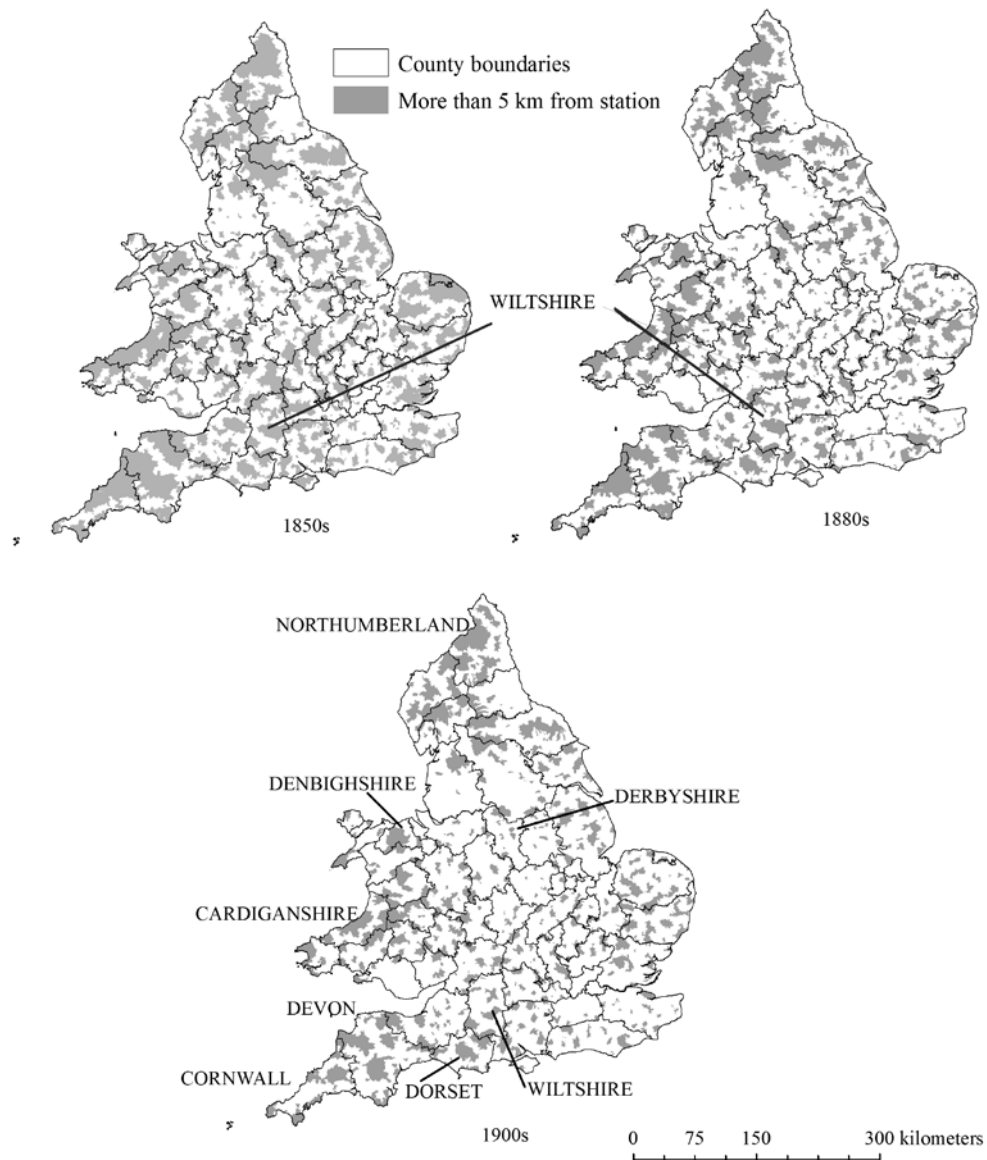 County boundaries
More than 5 km from station
WILTSHIRE
1850s
1880s
NORTHUMBERLAND
DENBIGHSHIRE
DERBYSHIRE
CARDIGANSHIRE
DEVON
CORNWALL
DORSET
WILTSHIRE
1900s
0 75 150 300 kilometers